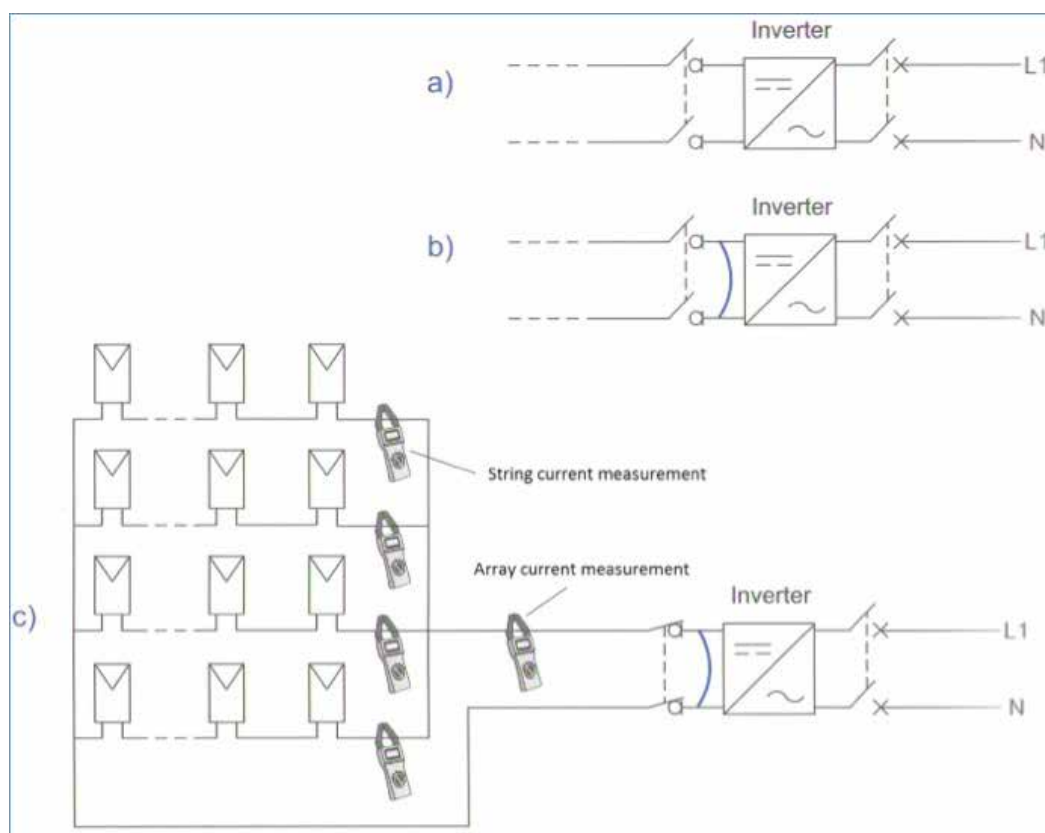 Inverter
a)
L1
N
Inverter
b)
L1
N
String current measurement
Array current measurement
c)
Inverter
L1
N